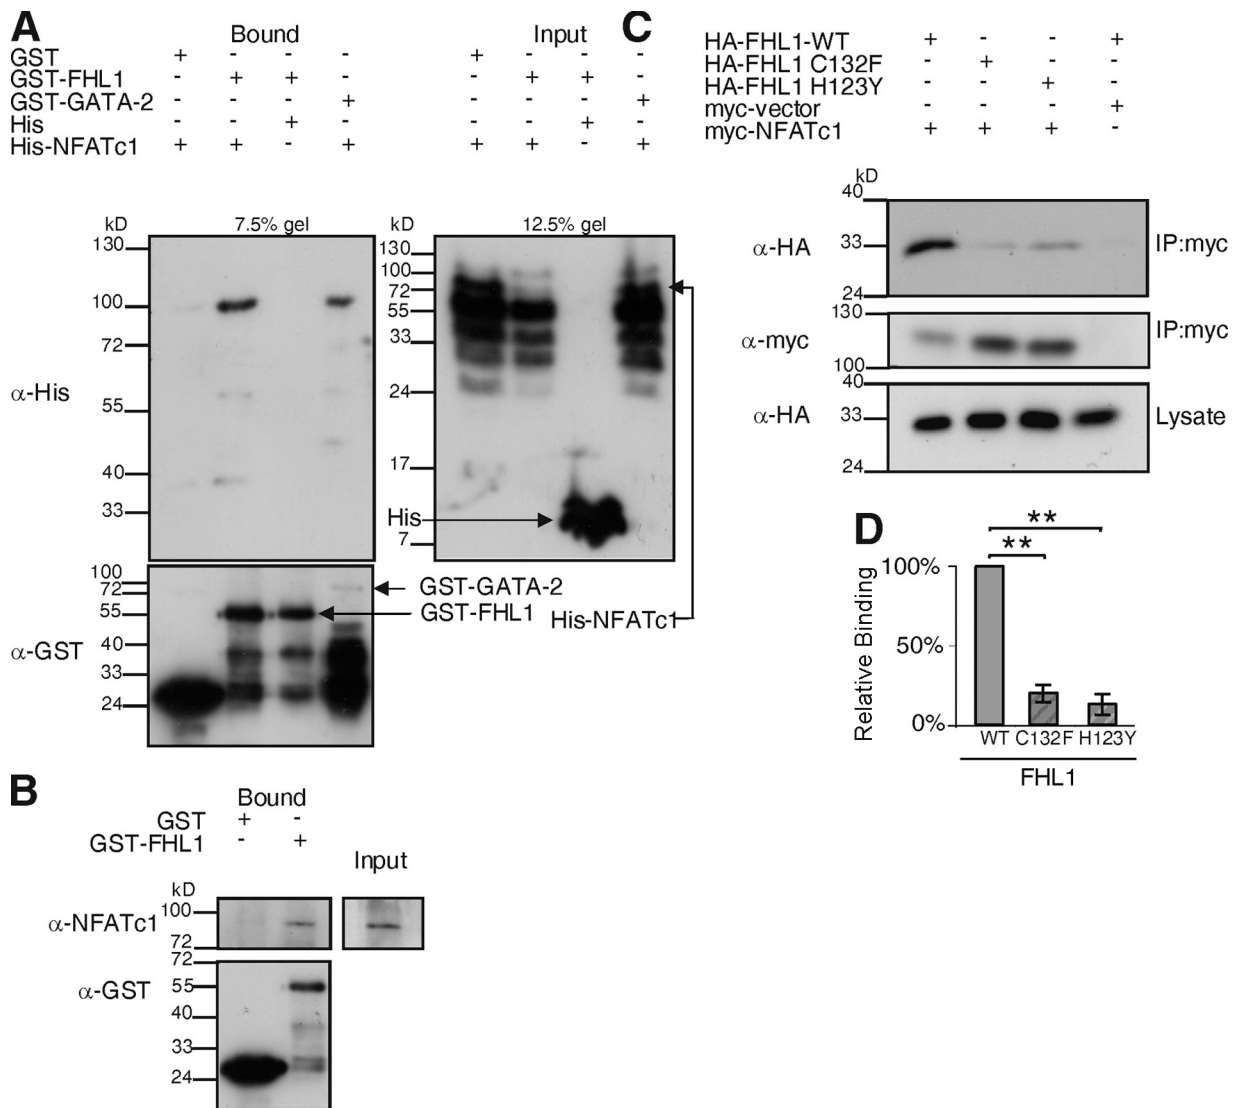 A
Bound
Input
GST + - - - + - - -
GST-FHL1 - + + - - + + -
GST-GATA-2 - - - + - - - +
His - - + - - - + -
His-NFATc1 + + - + + + - +
kD
7.5% gel
130
100
72
55
40
33
α-His
kD
12.5% gel
130
100
72
55
33
24
17
His
7
100
72
55
40
33
24
α-GST
GST-GATA-2
GST-FHL1
His-NFATc1
B
Bound
GST + -
GST-FHL1 - +
Input
kD
100
α-NFATc1
72
72
55
α-GST
40
33
24
C
HA-FHL1-WT + - - +
HA-FHL1 C132F - + - -
HA-FHL1 H123Y - - + -
myc-vector - - - +
myc-NFATc1 + + + -
kD
40
α-HA
33
IP:myc
24
130
α-myc
IP:myc
100
40
α-HA
33
Lysate
24
D
**
**
Relative Binding
100%
50%
0%
WT C132F H123Y
FHL1